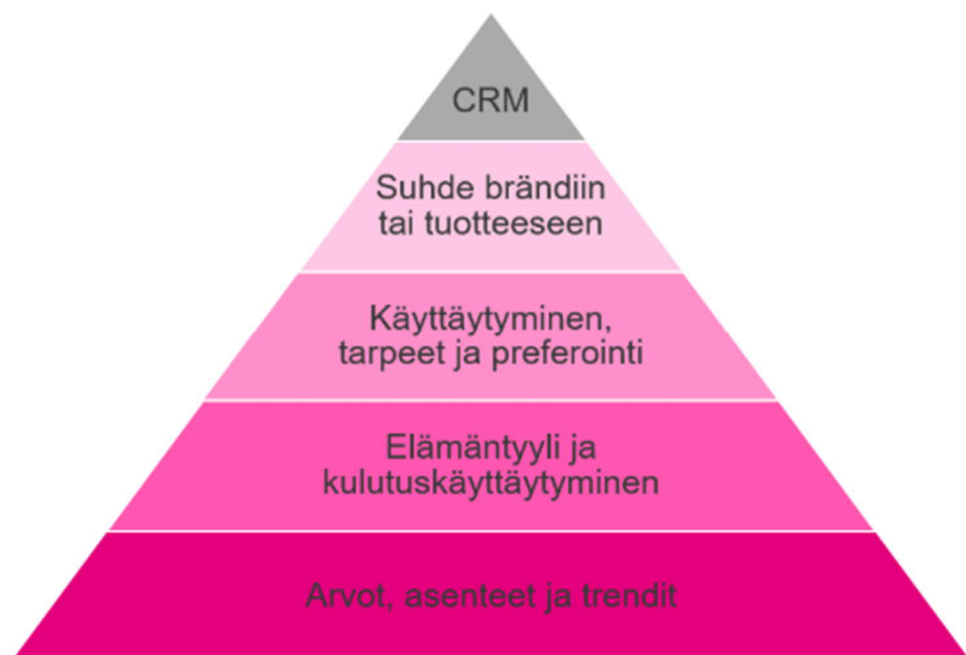 CRM
Suhde brändiin
tai tuotteeseen
Käyttäytyminen,
tarpeet ja preferointi
Elämäntyyli ja
kulutuskäyttäytyminen
Arvot, asenteet ja trendit